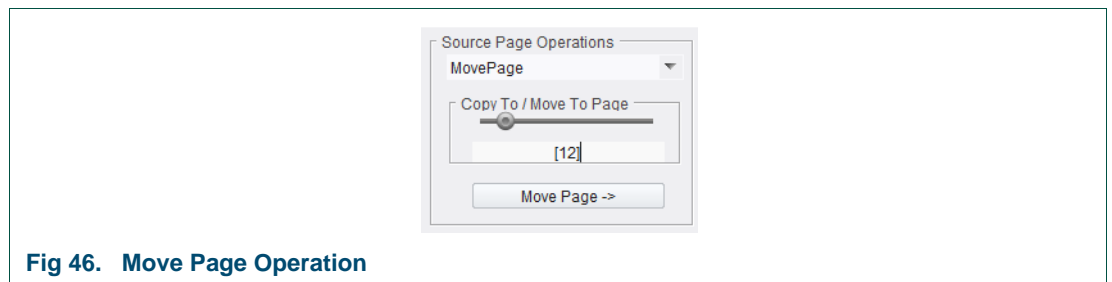 Source Page Operations
MovePage
Copy To / Move To Page
[12]
Move Page ->
Fig 46. Move Page Operation